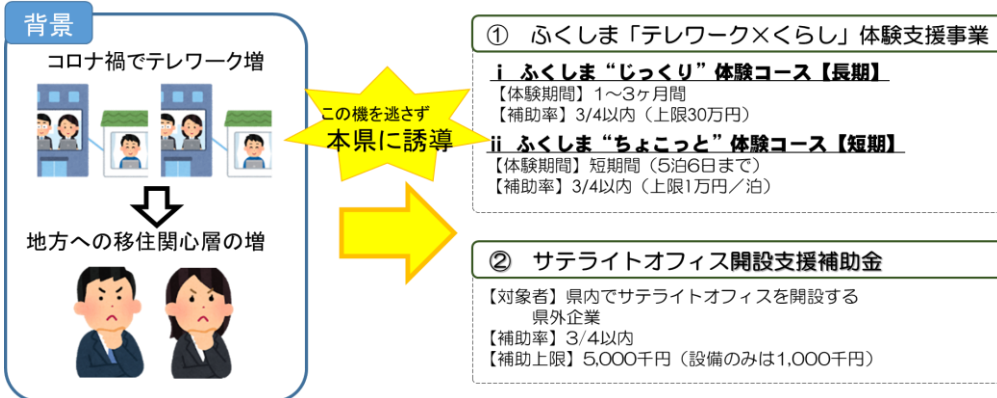 背景
コロナ禍でテレワーク増
地方への移住関心層の増
この機を逃さず
本県に誘導
① ふくしま「テレワーク×くらし」体験支援事業
ⅰ ふくしま“じっくり”体験コース【長期】
【体験期間】1～3ヶ月間
【補助率】3/4以内（上限30万円）
ⅱ ふくしま“ちょこっと”体験コース【短期】
【体験期間】短期間（5泊6日まで）
【補助率】3/4以内（上限1万円／泊）
② サテライトオフィス開設支援補助金
【対象者】県内でサテライトオフィスを開設する
県外企業
【補助率】3/4以内
【補助上限】5,000千円（設備のみは1,000千円）